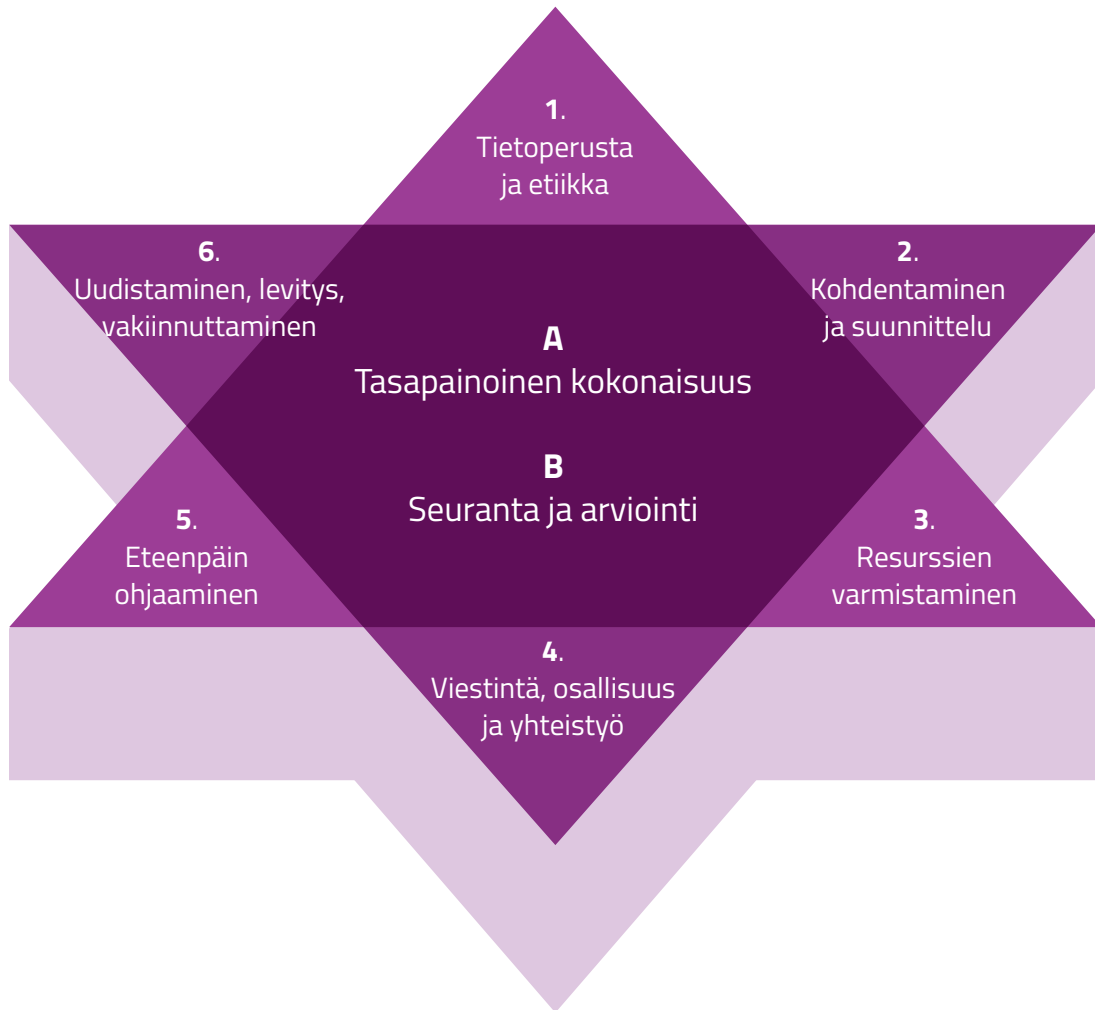 1.
Tietoperusta
ja etiikka
2.
Kohdentaminen
ja suunnittelu
3.
Resurssien
varmistaminen
4.
Viestintä, osallisuus
ja yhteistyö
5.
Eteenpäin
ohjaaminen
6.
Uudistaminen, levitys,
vakiinnuttaminen
A
Tasapainoinen kokonaisuus
B
Seuranta ja arviointi